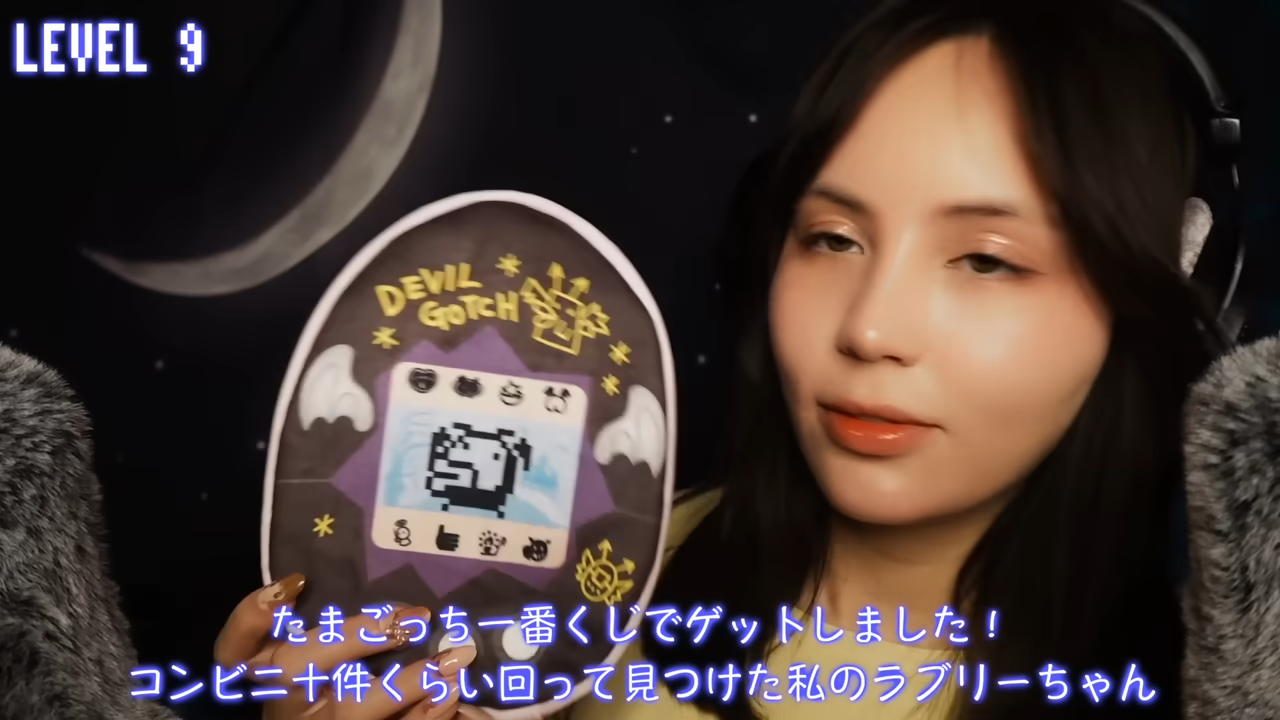 LEVEL 9
DEVIL
GOTCH
たまごっち一番くじでゲットしました！
コンビニ十件くらい回って見つけた私のラブリーちゃん